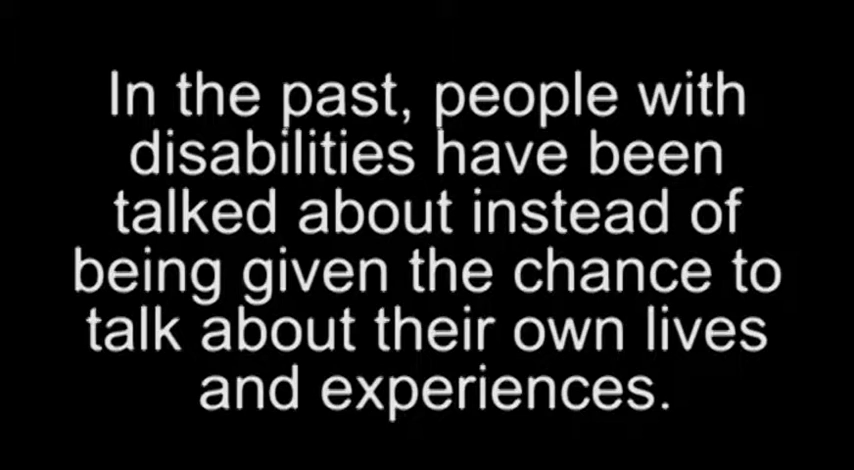 In the past, people with
disabilities have been
talked about instead of
being given the chance to
talk about their own lives
and experiences.